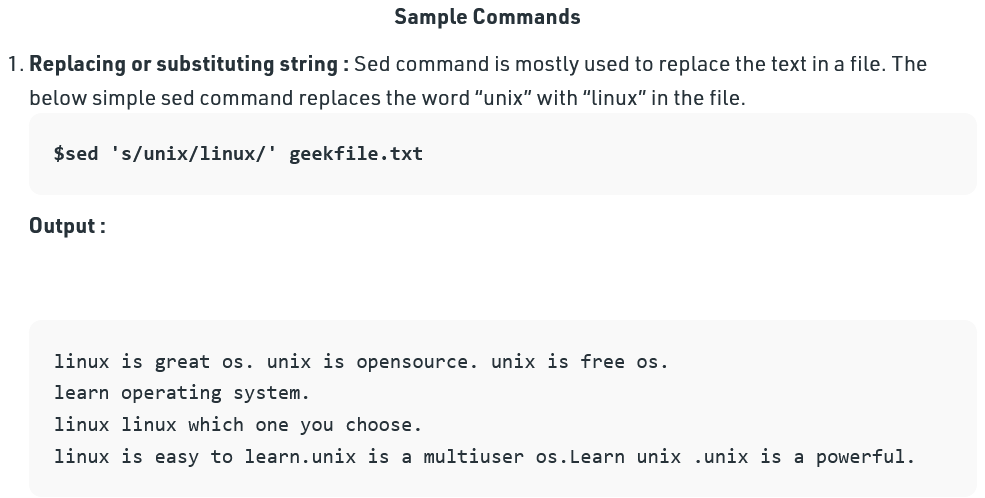 Sample Commands
1. Replacing or substituting string : Sed command is mostly used to replace the text in a file. The
below simple sed command replaces the word “unix” with “linux” in the file.
$sed 's/unix/linux/' geekfile.txt
Output :
linux is great os. unix is opensource. unix is free os.
learn operating system.
linux linux which one you choose.
linux is easy to learn.unix is a multiuser os.Learn unix .unix is a powerful.